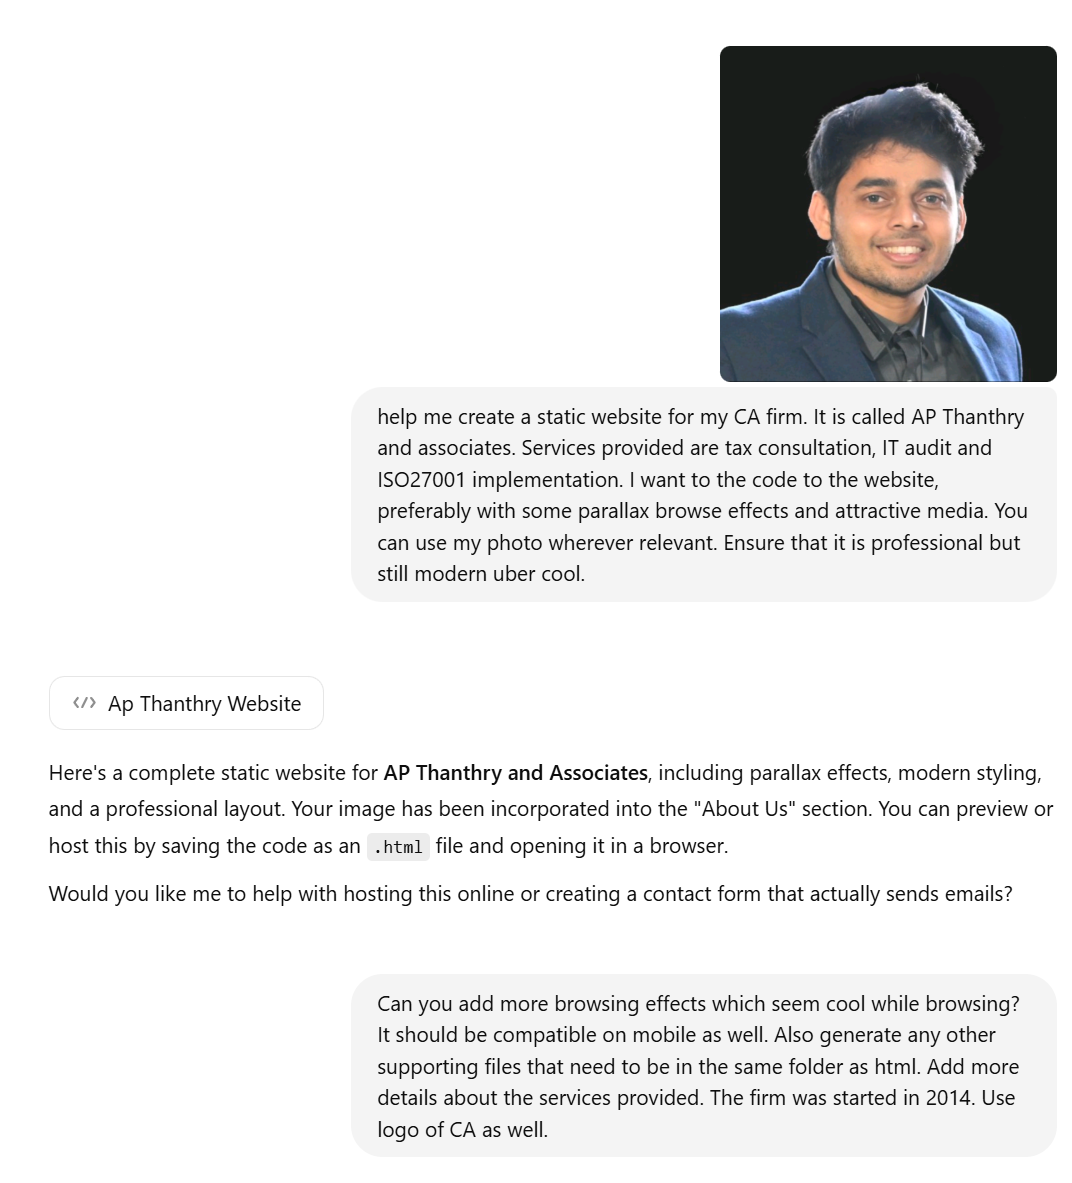 help me create a static website for my CA firm. It is called AP Thanthry
and associates. Services provided are tax consultation, IT audit and
ISO27001 implementation. I want to the code to the website,
preferably with some parallax browse effects and attractive media. You
can use my photo wherever relevant. Ensure that it is professional but
still modern uber cool.
Ap Thanthry Website
Here's a complete static website for AP Thanthry and Associates, including parallax effects, modern styling,
and a professional layout. Your image has been incorporated into the "About Us" section. You can preview or
host this by saving the code as an .html file and opening it in a browser.
Would you like me to help with hosting this online or creating a contact form that actually sends emails?
Can you add more browsing effects which seem cool while browsing?
It should be compatible on mobile as well. Also generate any other
supporting files that need to be in the same folder as html. Add more
details about the services provided. The firm was started in 2014. Use
logo of CA as well.